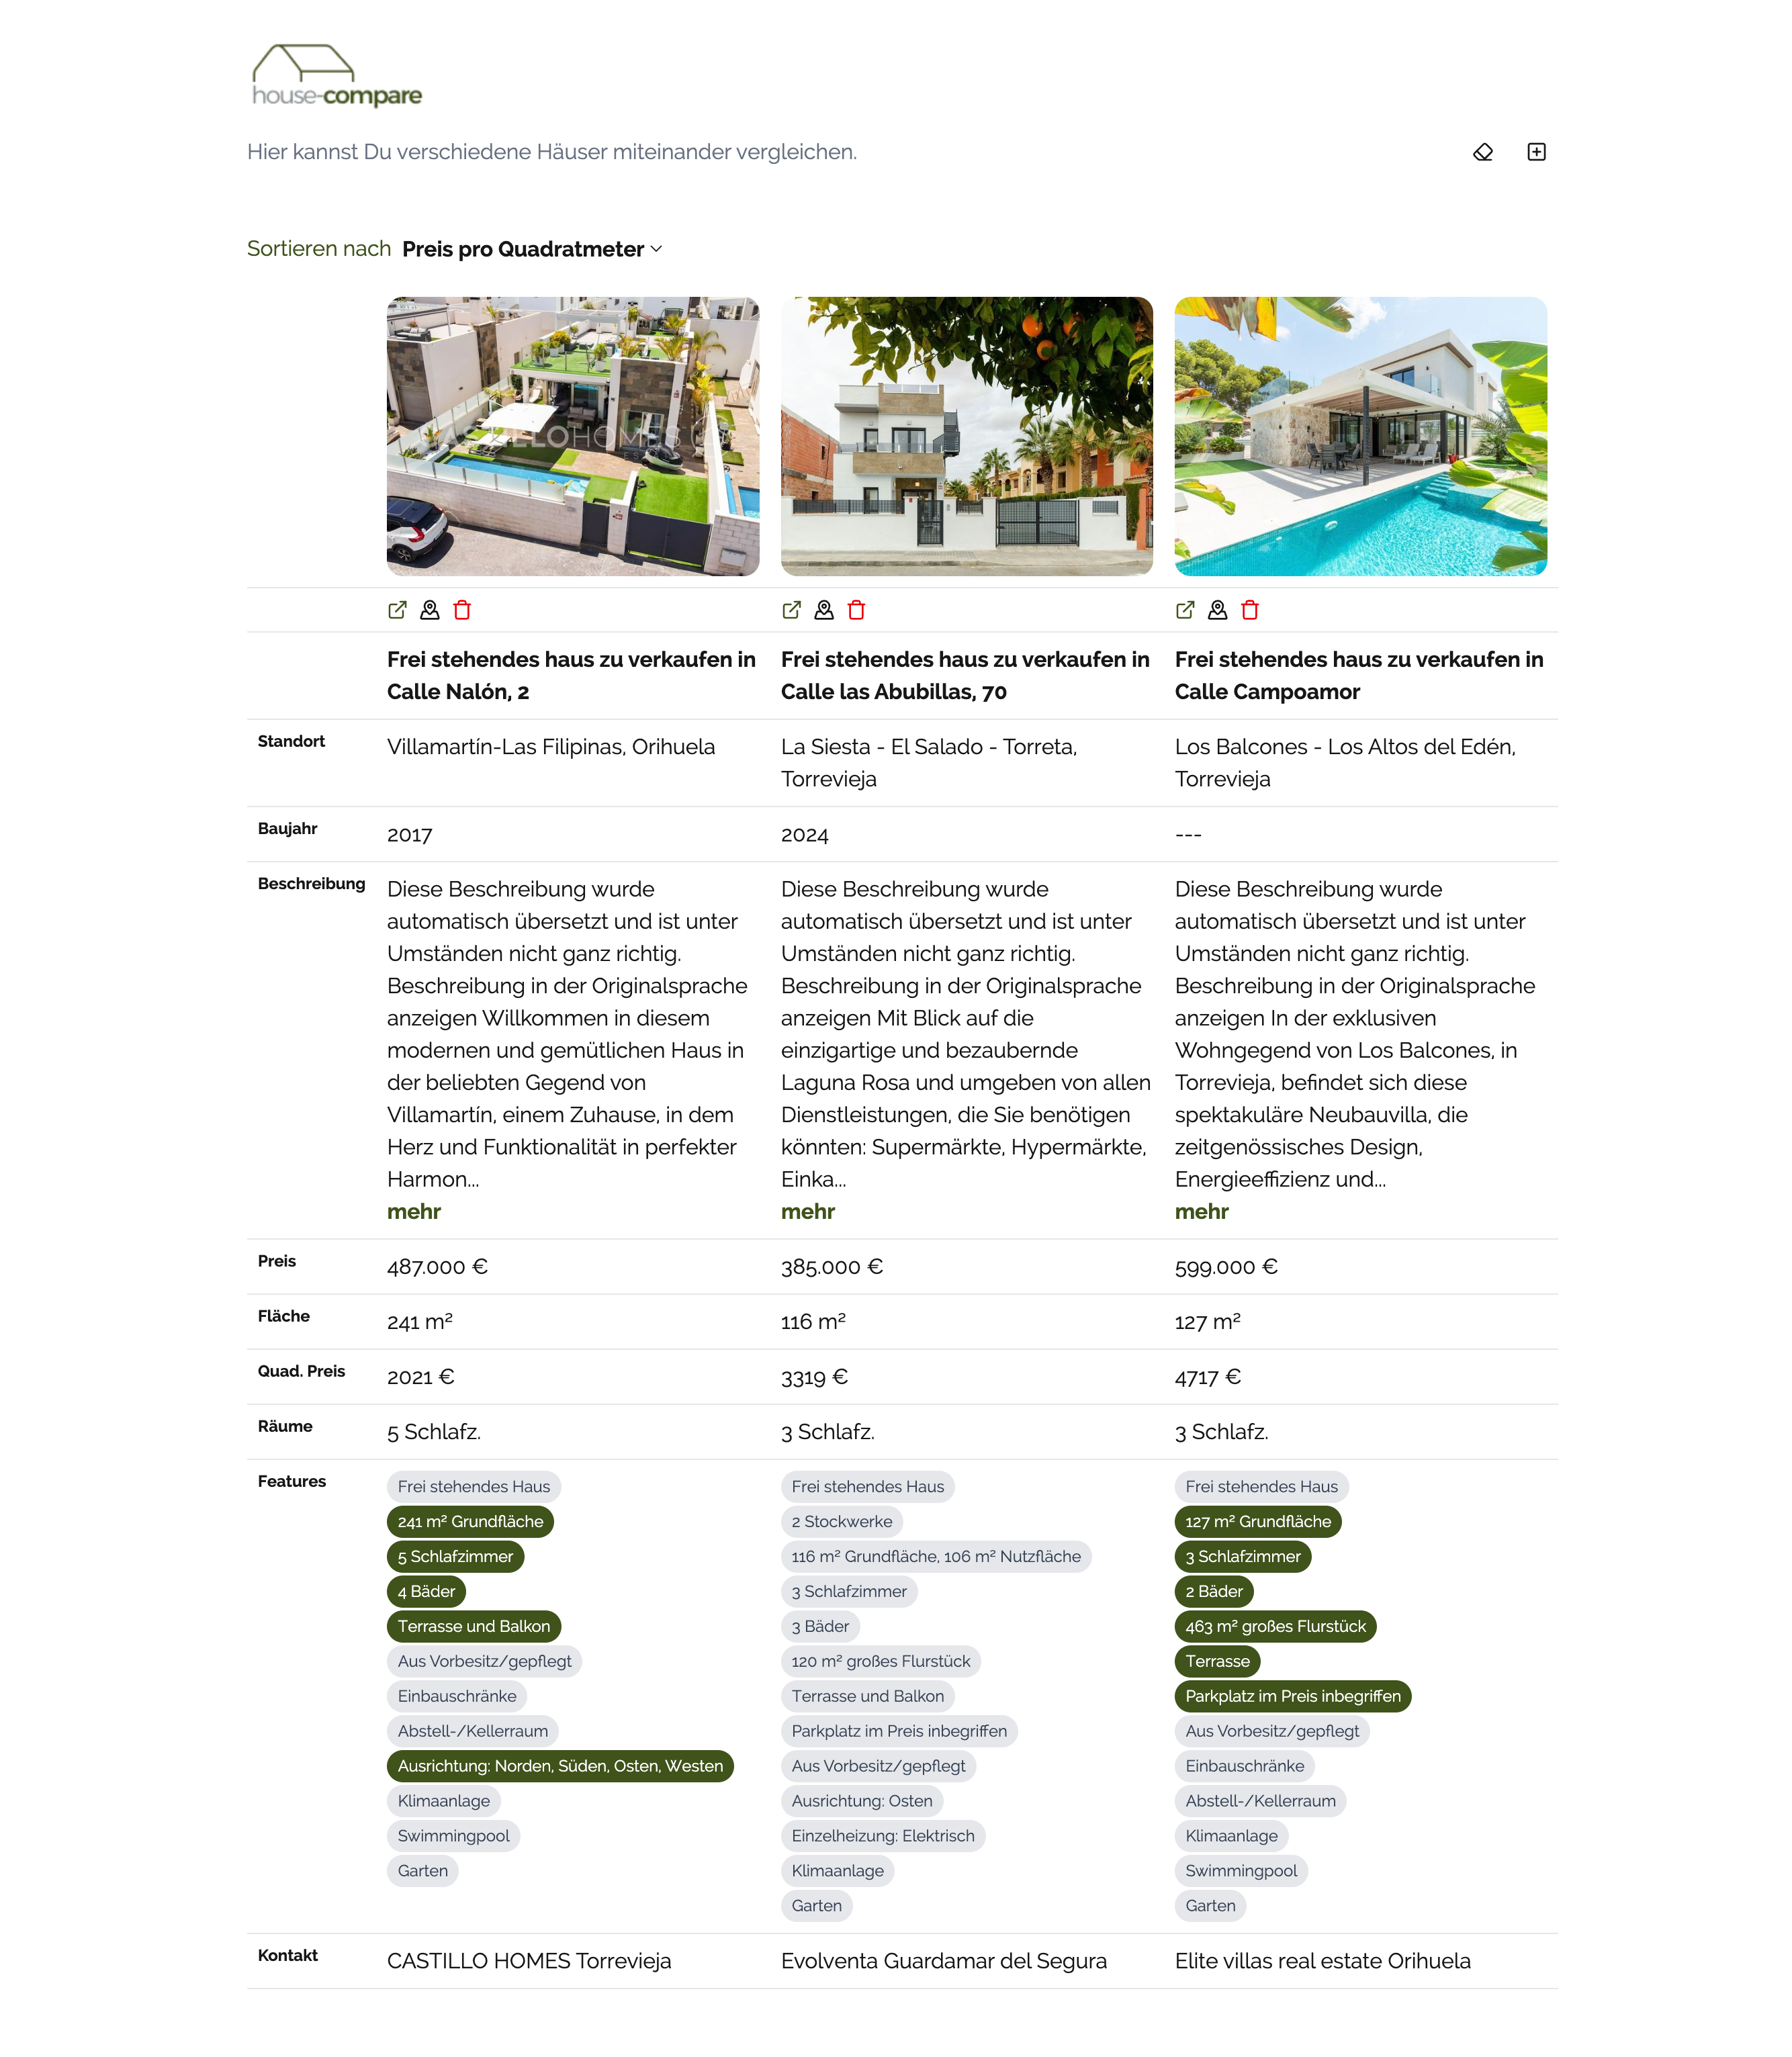 house-compare
Hier kannst Du verschiedene Häuser miteinander vergleichen.
Sortieren nach Preis pro Quadratmeter
Frei stehendes haus zu verkaufen in
Calle Nalón, 2
Frei stehendes haus zu verkaufen in
Calle las Abubillas, 70
Frei stehendes haus zu verkaufen in
Calle Campoamor
Standort
Villamartín-Las Filipinas, Orihuela
La Siesta - El Salado - Torreta,
Torrevieja
Los Balcones - Los Altos del Edén,
Torrevieja
Baujahr
2017
2024
---
Beschreibung
Diese Beschreibung wurde
automatisch übersetzt und ist unter
Umständen nicht ganz richtig.
Beschreibung in der Originalsprache
anzeigen Willkommen in diesem
modernen und gemütlichen Haus in
der beliebten Gegend von
Villamartín, einem Zuhause, in dem
Herz und Funktionalität in perfekter
Harmon...
mehr
Diese Beschreibung wurde
automatisch übersetzt und ist unter
Umständen nicht ganz richtig.
Beschreibung in der Originalsprache
anzeigen Mit Blick auf die
einzigartige und bezaubernde
Laguna Rosa und umgeben von allen
Dienstleistungen, die Sie benötigen
könnten: Supermärkte, Hypermärkte,
Einka...
mehr
Diese Beschreibung wurde
automatisch übersetzt und ist unter
Umständen nicht ganz richtig.
Beschreibung in der Originalsprache
anzeigen In der exklusiven
Wohngegend von Los Balcones, in
Torrevieja, befindet sich diese
spektakuläre Neubauvilla, die
zeitgenössisches Design,
Energieeffizienz und...
mehr
Preis
487.000 €
385.000 €
599.000 €
Fläche
241 m²
116 m²
127 m²
Quad. Preis
2021 €
3319 €
4717 €
Räume
5 Schlafz.
3 Schlafz.
3 Schlafz.
Features
Frei stehendes Haus
241 m² Grundfläche
5 Schlafzimmer
4 Bäder
Terrasse und Balkon
Aus Vorbesitz/gepflegt
Einbauschränke
Abstell-/Kellerraum
Ausrichtung: Norden, Süden, Osten, Westen
Klimaanlage
Swimmingpool
Garten
Frei stehendes Haus
2 Stockwerke
116 m² Grundfläche, 106 m² Nutzfläche
3 Schlafzimmer
3 Bäder
120 m² großes Flurstück
Terrasse und Balkon
Parkplatz im Preis inbegriffen
Aus Vorbesitz/gepflegt
Ausrichtung: Osten
Einzelheizung: Elektrisch
Klimaanlage
Garten
Frei stehendes Haus
127 m² Grundfläche
3 Schlafzimmer
2 Bäder
463 m² großes Flurstück
Terrasse
Parkplatz im Preis inbegriffen
Aus Vorbesitz/gepflegt
Einbauschränke
Abstell-/Kellerraum
Klimaanlage
Swimmingpool
Garten
Kontakt
CASTILLO HOMES Torrevieja
Evolventa Guardamar del Segura
Elite villas real estate Orihuela